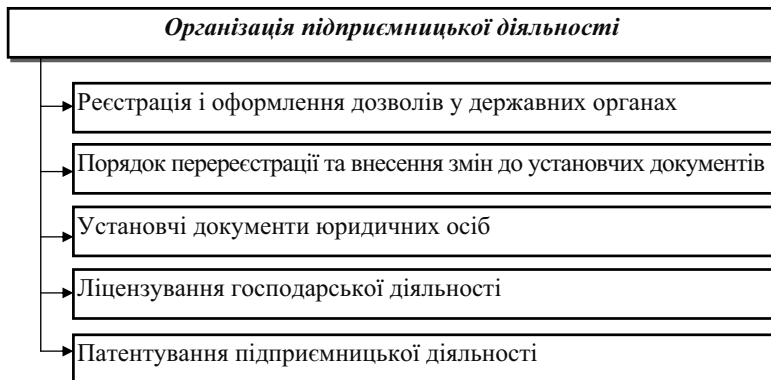 Організація підприємницької діяльності
Реєстрація і оформлення дозволів у державних органах
Порядок перереєстрації та внесення змін до установчих документів
Установчі документи юридичних осіб
Ліцензування господарської діяльності
Патентування підприємницької діяльності